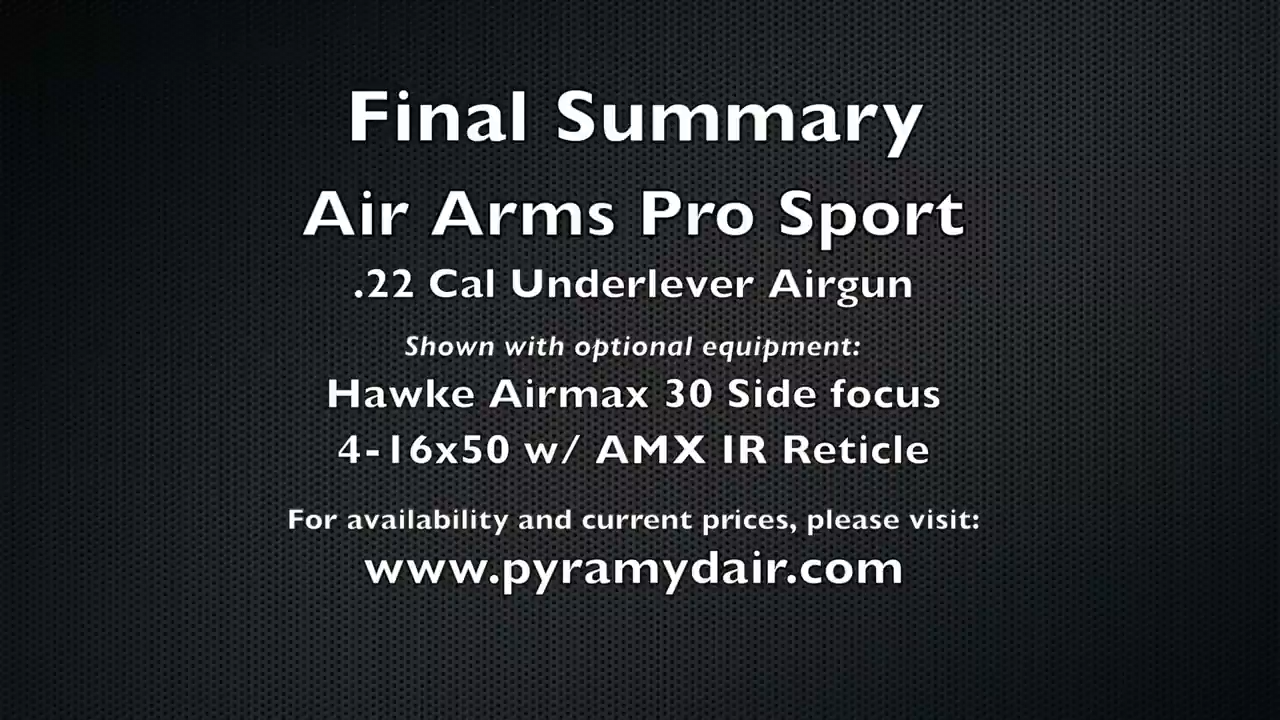 Final Summary
Air Arms Pro Sport
.22 Cal Underlever Airgun
Shown with optional equipment:
Hawke Airmax 30 Side focus
4-16x50 w/ AMX IR Reticle
For availability and current prices, please visit:
www.pyramydair.com